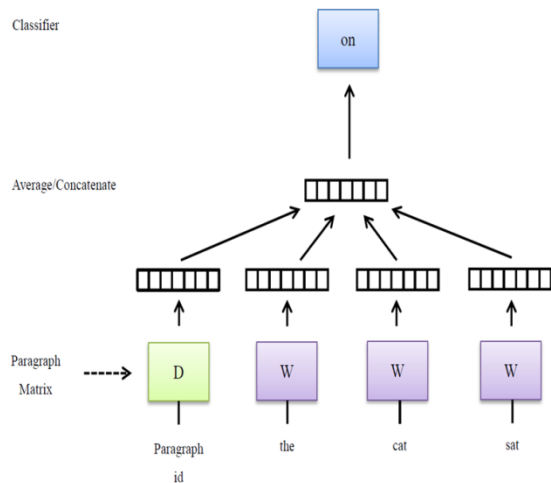 Classifier
on
Average/Concatenate
Paragraph
Matrix
D
W
W
W
Paragraph
id
the
cat
sat